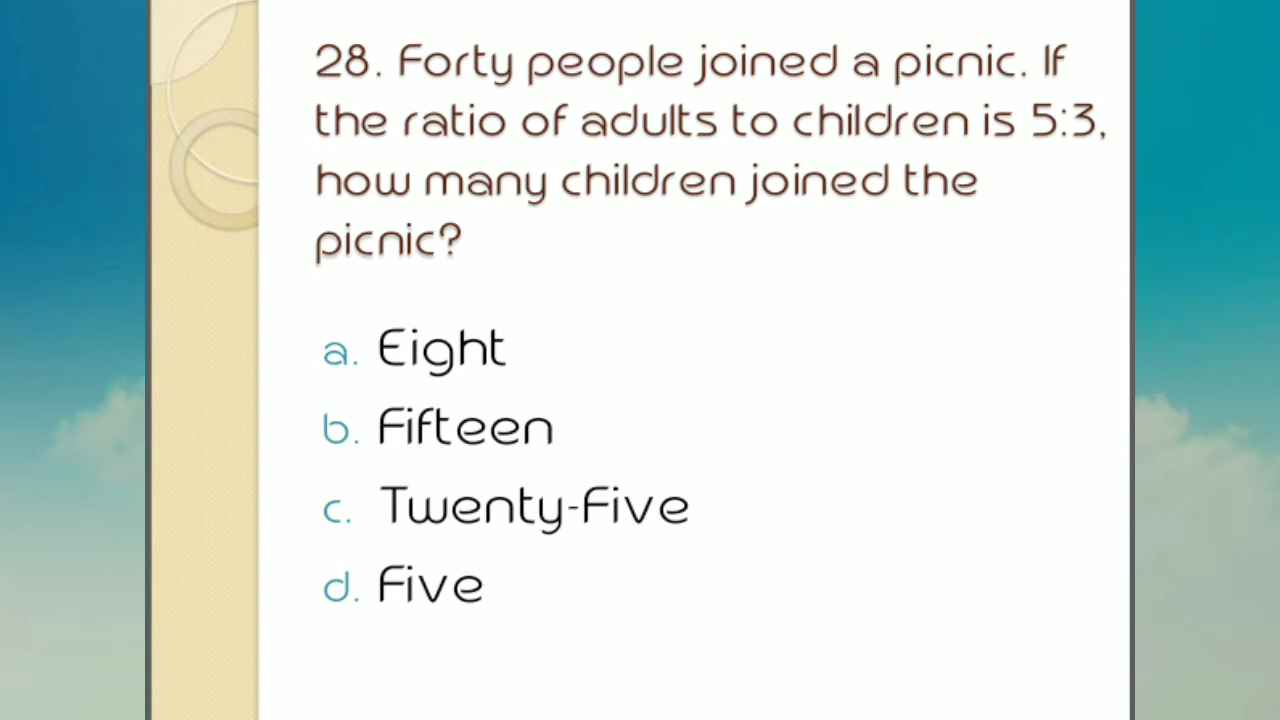 28. Forty people joined a picnic. If
the ratio of adults to children is 5:3,
how many children joined the
picnic?
a. Eight
b. Fifteen
c. Twenty-Five
d. Five